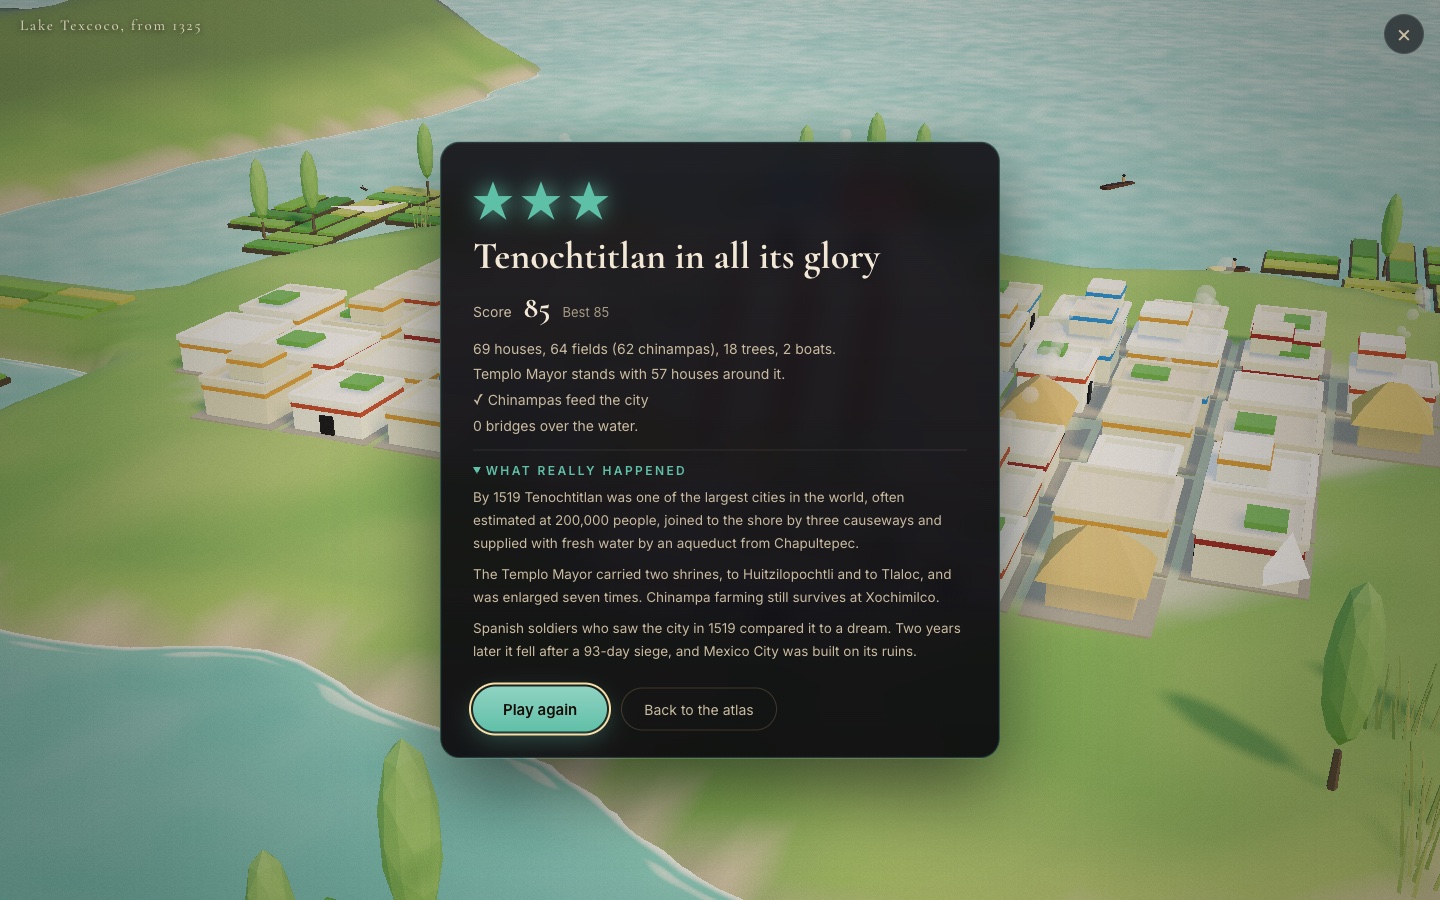 Lake Texcoco, from 1325
Tenochtitlan in all its glory
Score 85 Best 85
69 houses, 64 fields (62 chinampas), 18 trees, 2 boats.
Templo Mayor stands with 57 houses around it.
✓ Chinampas feed the city
0 bridges over the water.
▾ WHAT REALLY HAPPENED
By 1519 Tenochtitlan was one of the largest cities in the world, often
estimated at 200,000 people, joined to the shore by three causeways and
supplied with fresh water by an aqueduct from Chapultepec.
The Templo Mayor carried two shrines, to Huitzilopochtli and to Tlaloc, and
was enlarged seven times. Chinampa farming still survives at Xochimilco.
Spanish soldiers who saw the city in 1519 compared it to a dream. Two years
later it fell after a 93-day siege, and Mexico City was built on its ruins.
Play again
Back to the atlas